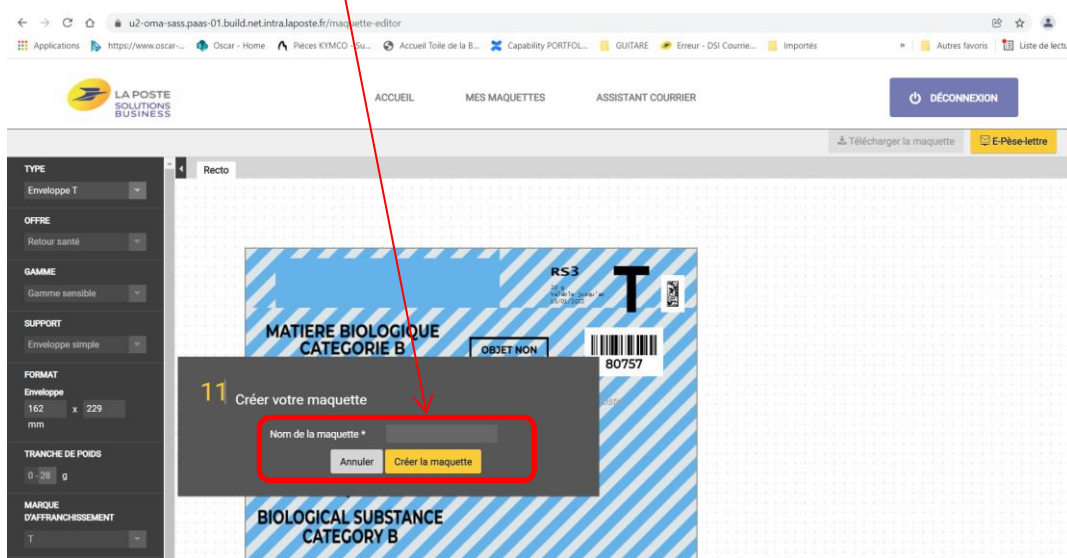 u2-oma-sass.paas-01.build.net.intra.laposte.fr/maquette-editor
Applications https://www.oscar-... Oscar - Home Pièces KYMCO - Su... Accueil Toile de la B... Capability PORTFOL... GUITARE Erreur - DSI Courrie... Importés » Autres favoris Liste de lectu
LA POSTE
SOLUTIONS
BUSINESS
ACCUEIL MES MAQUETTES ASSISTANT COURRIER
DÉCONNEXION
Télécharger la maquette E-Pèse-lettre
TYPE
Enveloppe T
OFFRE
Retour santé
GAMME
Gamme sensible
SUPPORT
Enveloppe simple
FORMAT
Enveloppe
162 x 229
mm
TRANCHE DE POIDS
0 - 20 g
MARQUE
D'AFFRANCHISSEMENT
T
Recto
RS3
20 g
Valable jusqu'au
T
MATIERE BIOLOGIQUE
CATEGORIE B
OBJET NON
80757
11 Créer votre maquette
Nom de la maquette *
Annuler Créer la maquette
BIOLOGICAL SUBSTANCE
CATEGORY B